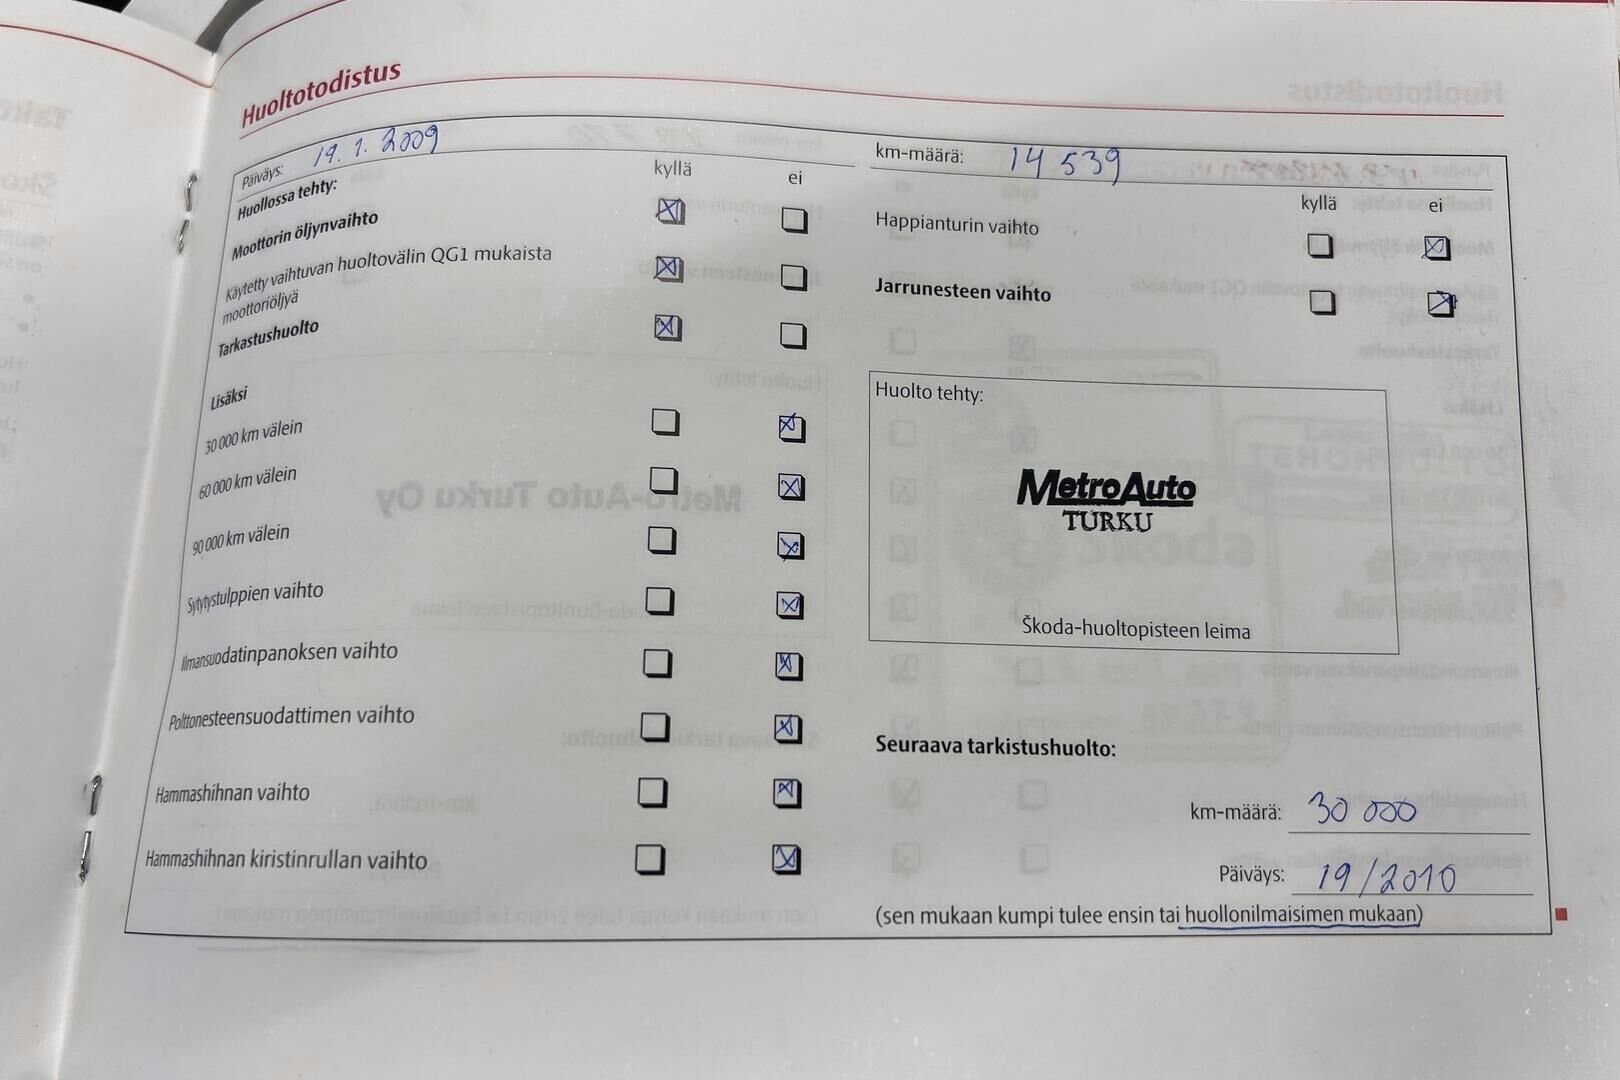 Huoltotodistus
Päiväys: 19. 1. 2009
Huollossa tehty:
kyllä ei
Moottorin öljynvaihto
Käytetty vaihtuvan huoltovälin QG1 mukaista
moottoriöljyä
Tarkastushuolto
Lisäksi
30 000 km välein
60 000 km välein
90 000 km välein
Sytytystulppien vaihto
Ilmansuodatinpanoksen vaihto
Polttonesteensuodattimen vaihto
Hammashihnan vaihto
Hammashihnan kiristinrullan vaihto
km-määrä: 14 539
kyllä ei
Happianturin vaihto
Jarrunesteen vaihto
Huolto tehty:
MetroAuto
TURKU
Škoda-huoltopisteen leima
Seuraava tarkistushuolto:
km-määrä: 30 000
Päiväys: 19/2010
(sen mukaan kumpi tulee ensin tai huollonilmaisimen mukaan)